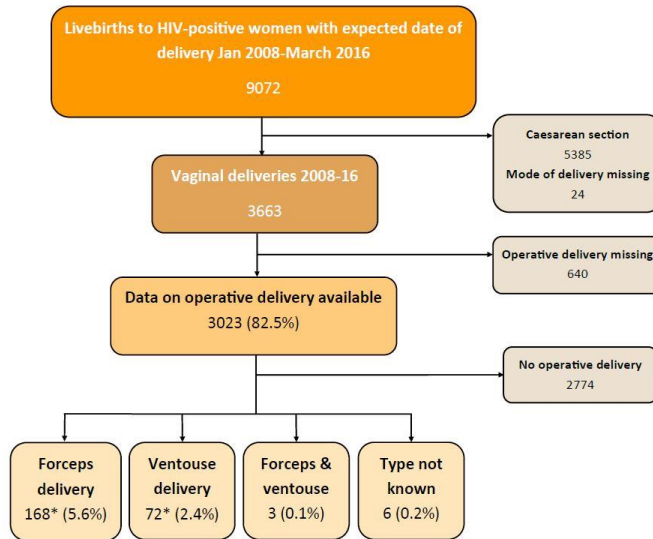 Livebirths to HIV-positive women with expected date of
delivery Jan 2008-March 2016
9072
Caesarean section
5385
Mode of delivery missing
24
Vaginal deliveries 2008-16
3663
Operative delivery missing
640
Data on operative delivery available
3023 (82.5%)
No operative delivery
2774
Forceps
delivery
168* (5.6%)
Ventouse
delivery
72* (2.4%)
Forceps &
ventouse
3 (0.1%)
Type not
known
6 (0.2%)